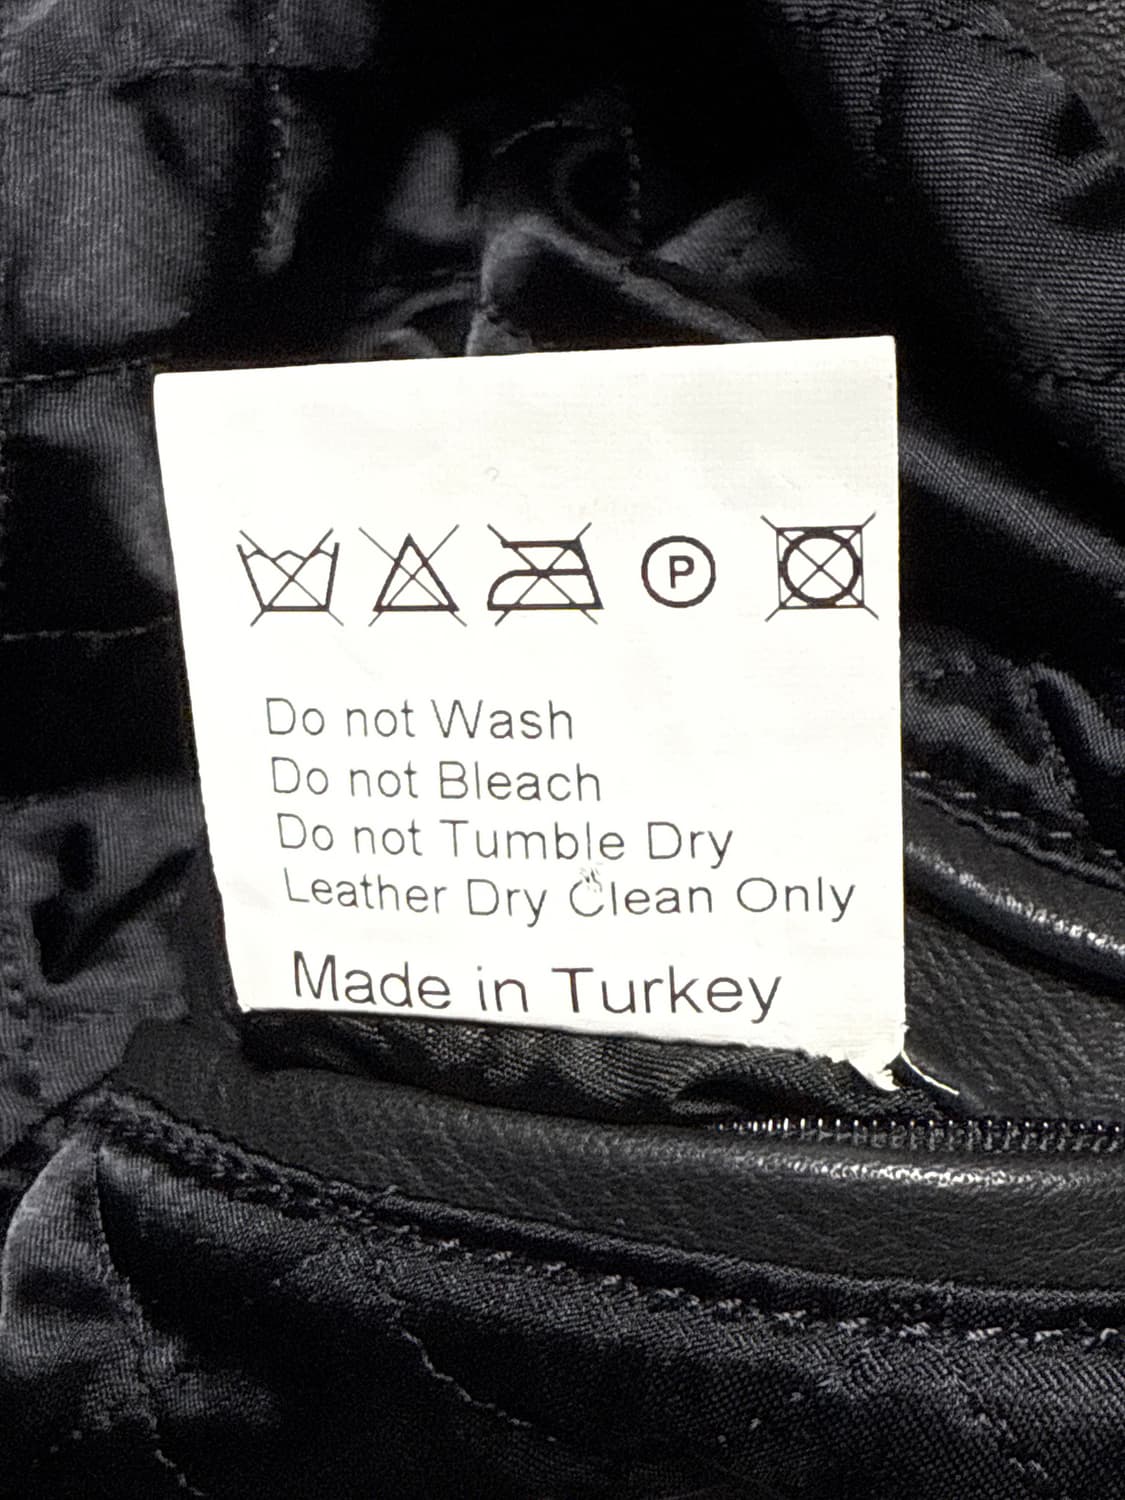 P
Do not Wash
Do not Bleach
Do not Tumble Dry
Leather Dry Clean Only
Made in Turkey